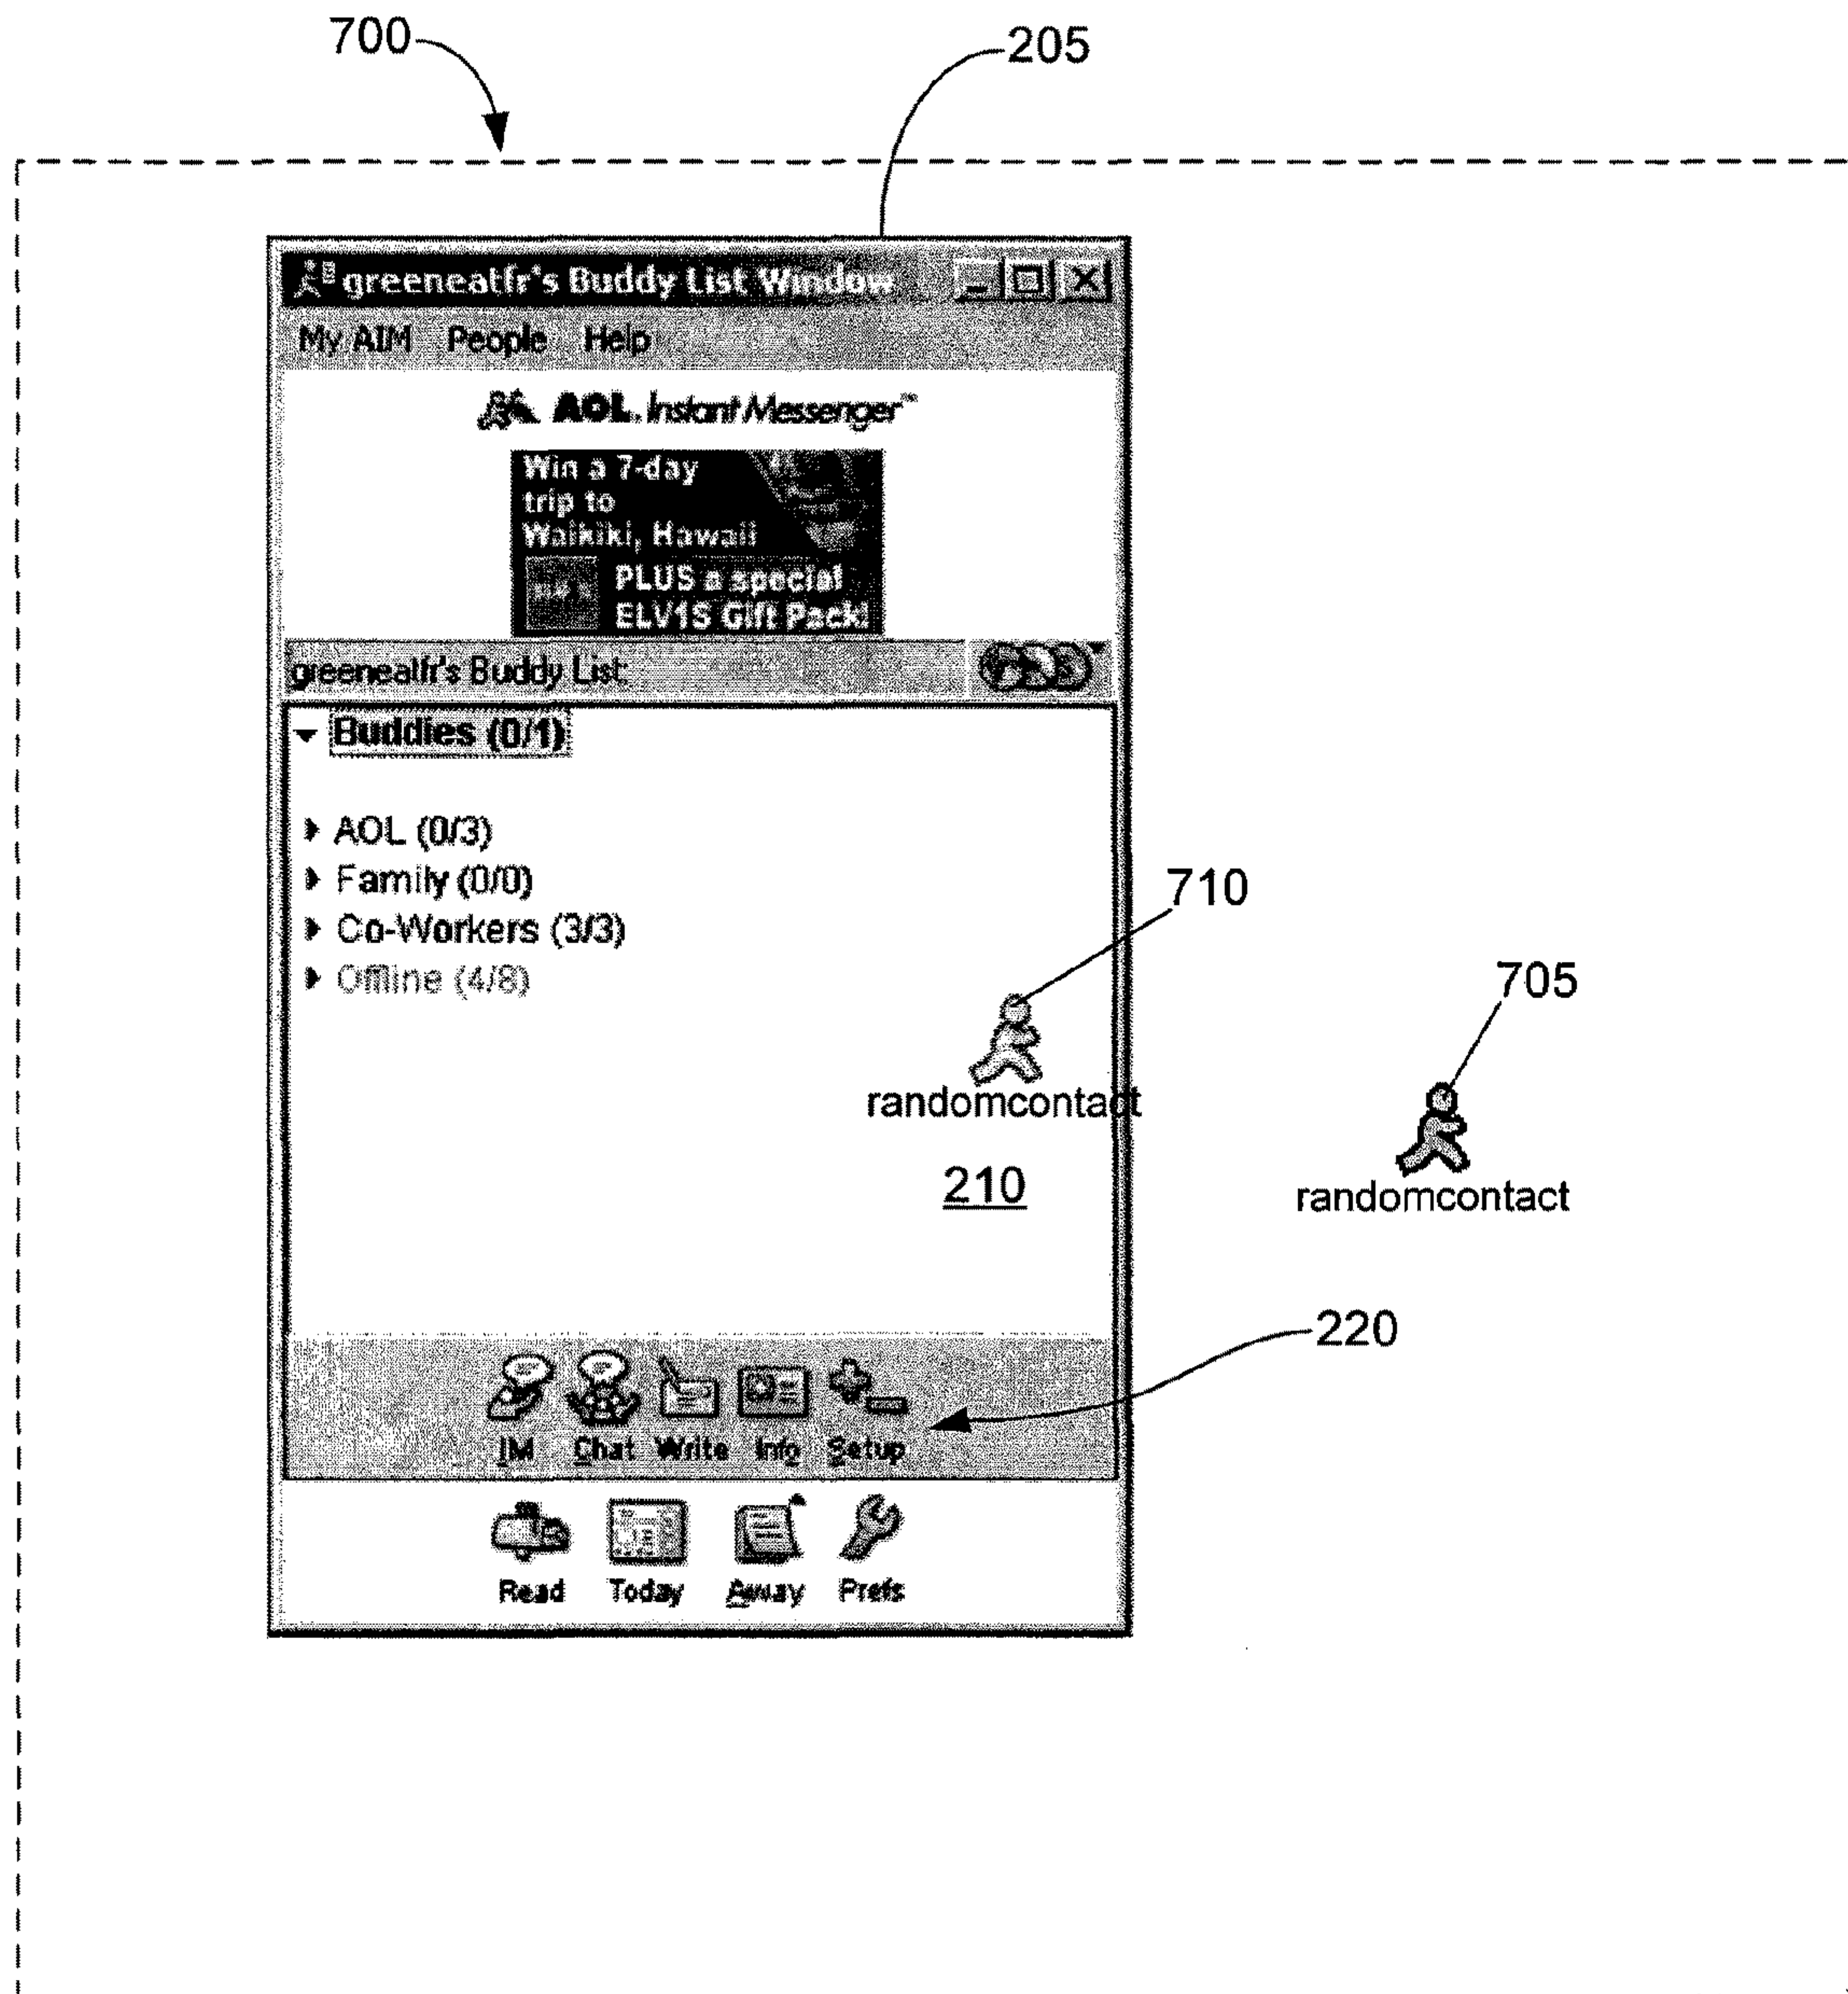 700
205
greeneatfr's Buddy List Window
My AIM People Help
AOL Instant Messenger™
Win a 7-day
trip to
Waikiki, Hawaii
PLUS a special
ELV1S Gift Pack!
greeneatfr's Buddy List:
Buddies (0/1)
AOL (0/3)
Family (0/0)
Co-Workers (3/3)
Offline (4/8)
710
705
randomcontact
randomcontact
210
220
IM Chat Write Info Setup
Read Today Away Prefs